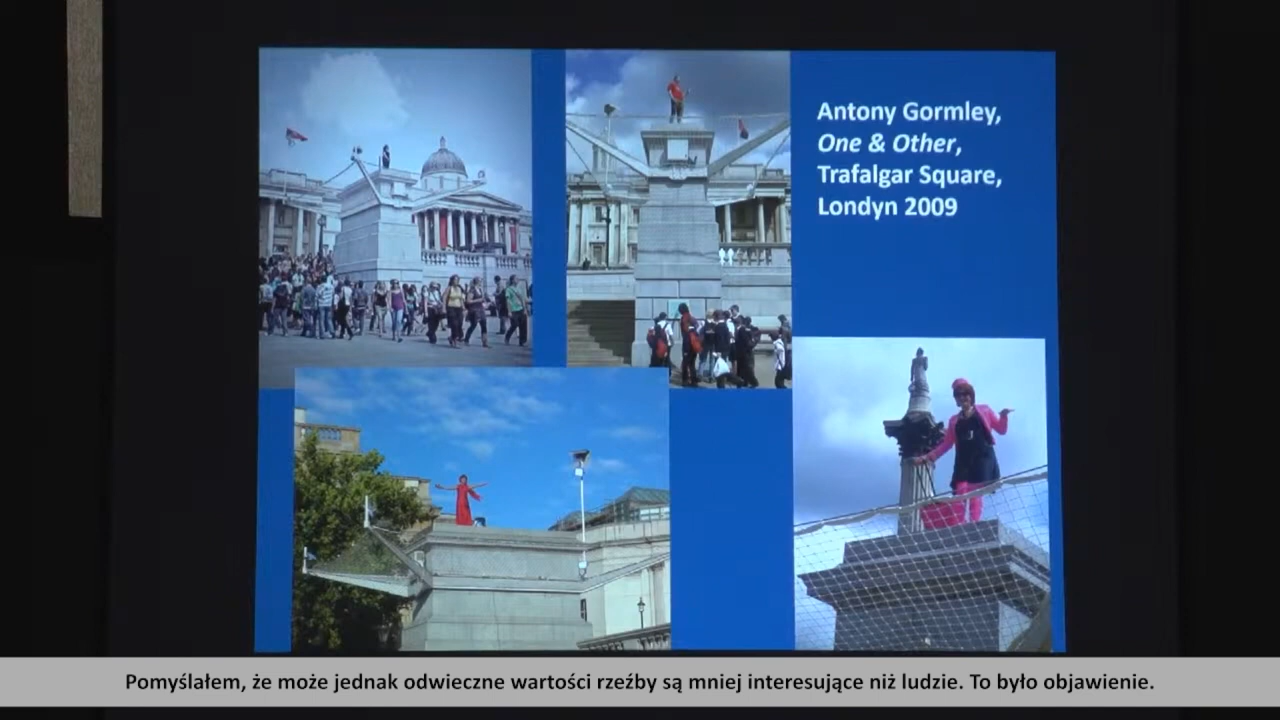 Antony Gormley,
One & Other,
Trafalgar Square,
Londyn 2009
Pomyślałem, że może jednak odwieczne wartości rzeźby są mniej interesujące niż ludzie. To było objawienie.